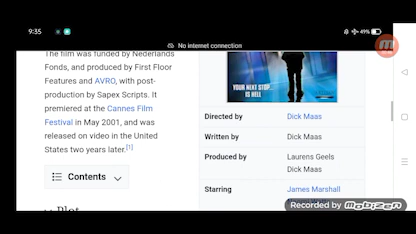 9:35
49%
No internet connection
The film was funded by Nederlands
Fonds, and produced by First Floor
Features and AVRO, with post-
production by Sapex Scripts. It
premiered at the Cannes Film
Festival in May 2001, and was
released on video in the United
States two years later.[1]
Contents
Plot
YOUR NEXT STOP...
IS HELL
Directed by Dick Maas
Written by Dick Maas
Produced by Laurens Geels
Dick Maas
Starring James Marshall
Recorded by MOBIZEN